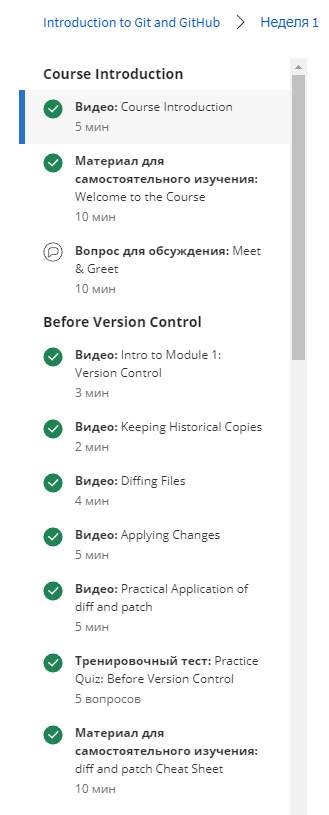 Introduction to Git and GitHub > Неделя 1
Course Introduction
Видео: Course Introduction
5 мин
Материал для
самостоятельного изучения:
Welcome to the Course
10 мин
Вопрос для обсуждения: Meet
& Greet
10 мин
Before Version Control
Видео: Intro to Module 1:
Version Control
3 мин
Видео: Keeping Historical Copies
2 мин
Видео: Diffing Files
4 мин
Видео: Applying Changes
5 мин
Видео: Practical Application of
diff and patch
5 мин
Тренировочный тест: Practice
Quiz: Before Version Control
5 вопросов
Материал для
самостоятельного изучения:
diff and patch Cheat Sheet
10 мин